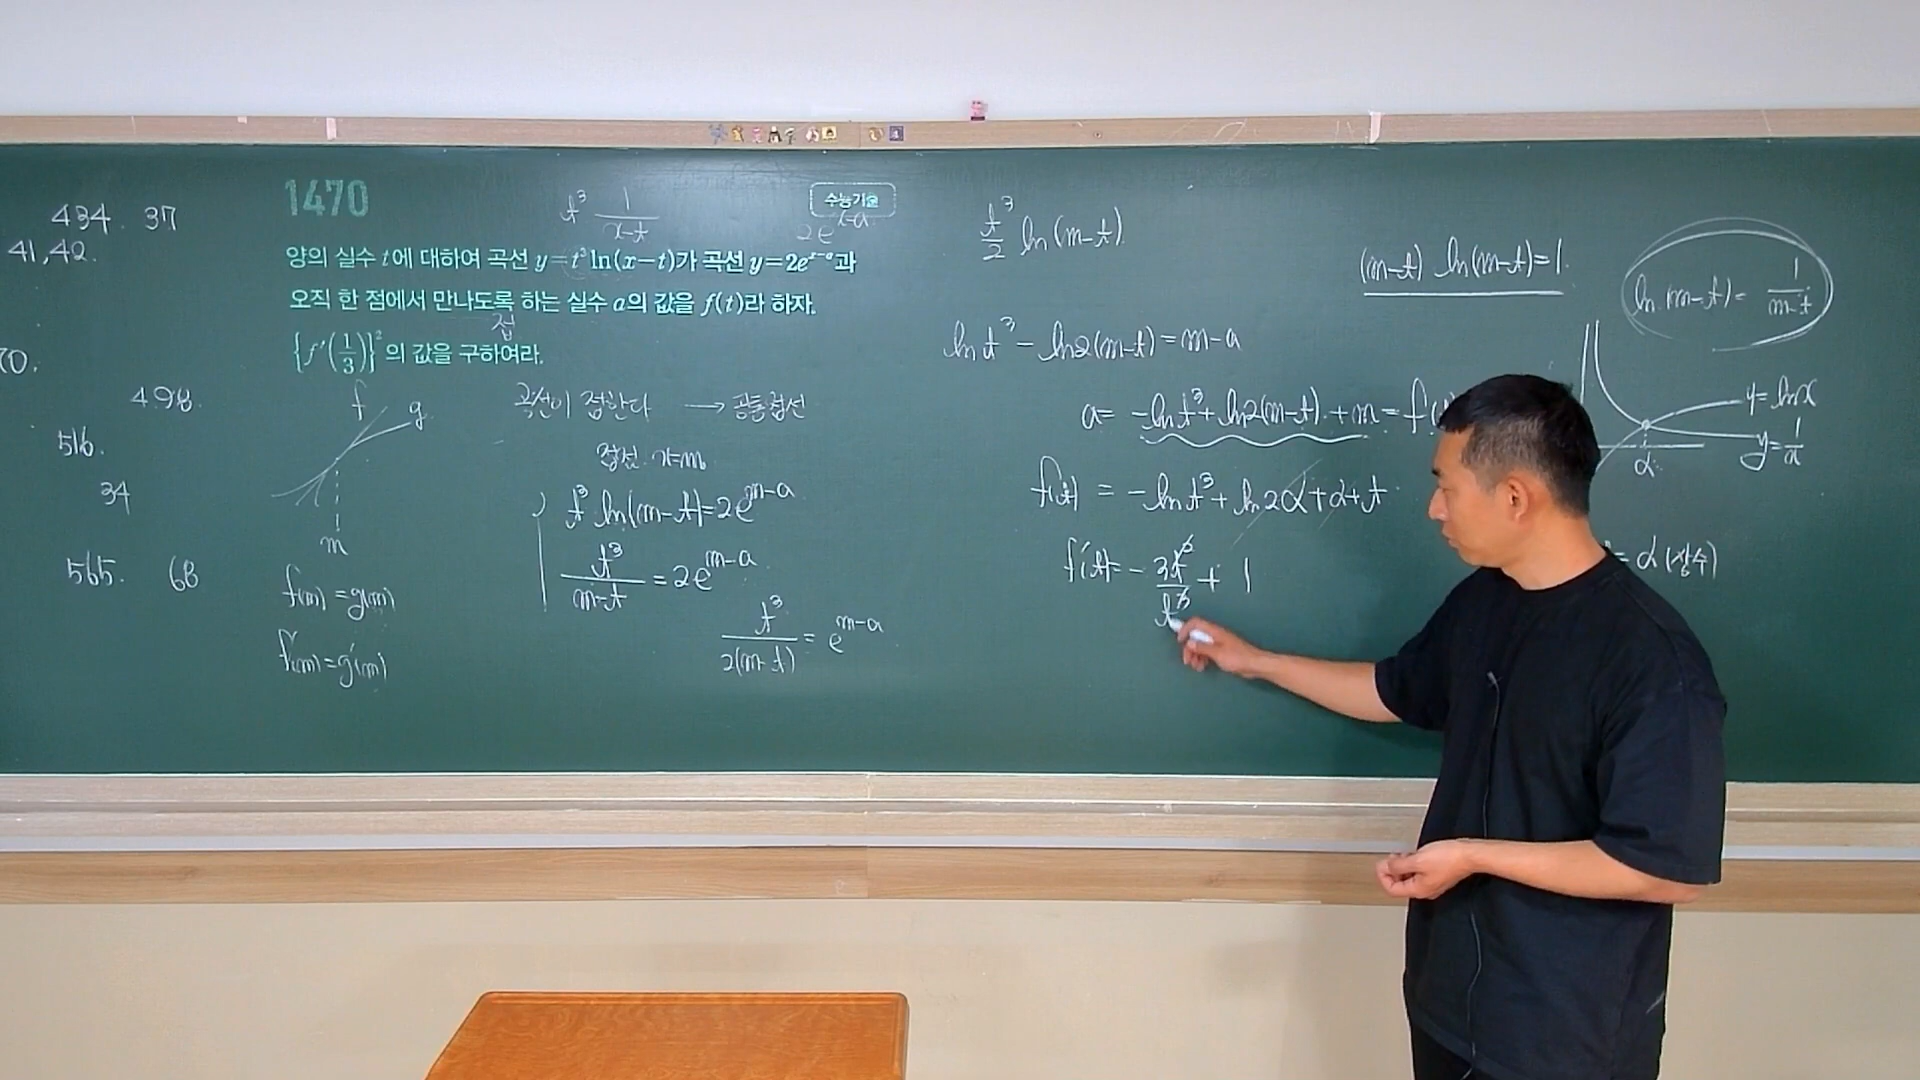 434. 37
41,42.
70.
498.
516.
34
565. 68
1470
수능기출
t³ 1/(x-t)
2e^(x-a)
양의 실수 t에 대하여 곡선 y=t³ln(x-t)가 곡선 y=2e^(x-a)과
오직 한 점에서 만나도록 하는 실수 a의 값을 f(t)라 하자.
접
{f'(1/3)}²의 값을 구하여라.
f
g
m
f(m)=g(m)
f'(m)=g'(m)
곡선이 접한다 → 공통접선
접점 x=m
t³ ln(m-t)=2e^(m-a)
t³/(m-t) = 2e^(m-a)
t³/(2(m-t)) = e^(m-a)
t³/2 ln(m-t)
ln t³ - ln2(m-t) = m-a
a= -ln t³ + ln2(m-t) + m = f(
f(t) = -ln t³ + ln2α + α + t
f'(t) = - 3t²/t³ + 1
(m-t) ln(m-t)=1.
ln(m-t) = 1/(m-t)
y=lnx
y=1/x
α
= α (상수)